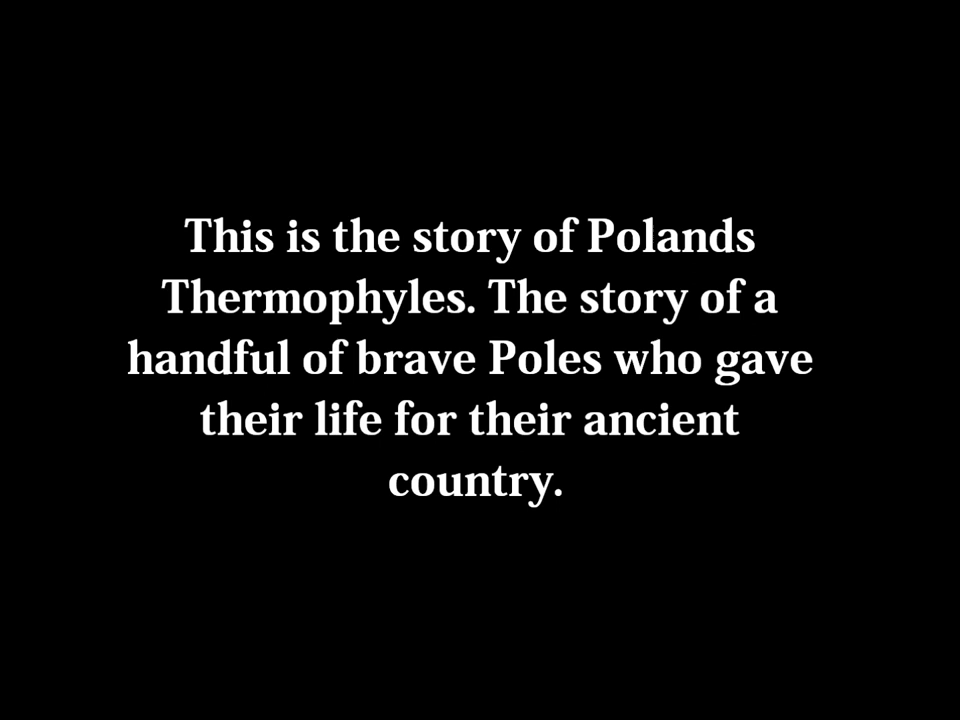 This is the story of Polands
Thermophyles. The story of a
handful of brave Poles who gave
their life for their ancient
country.